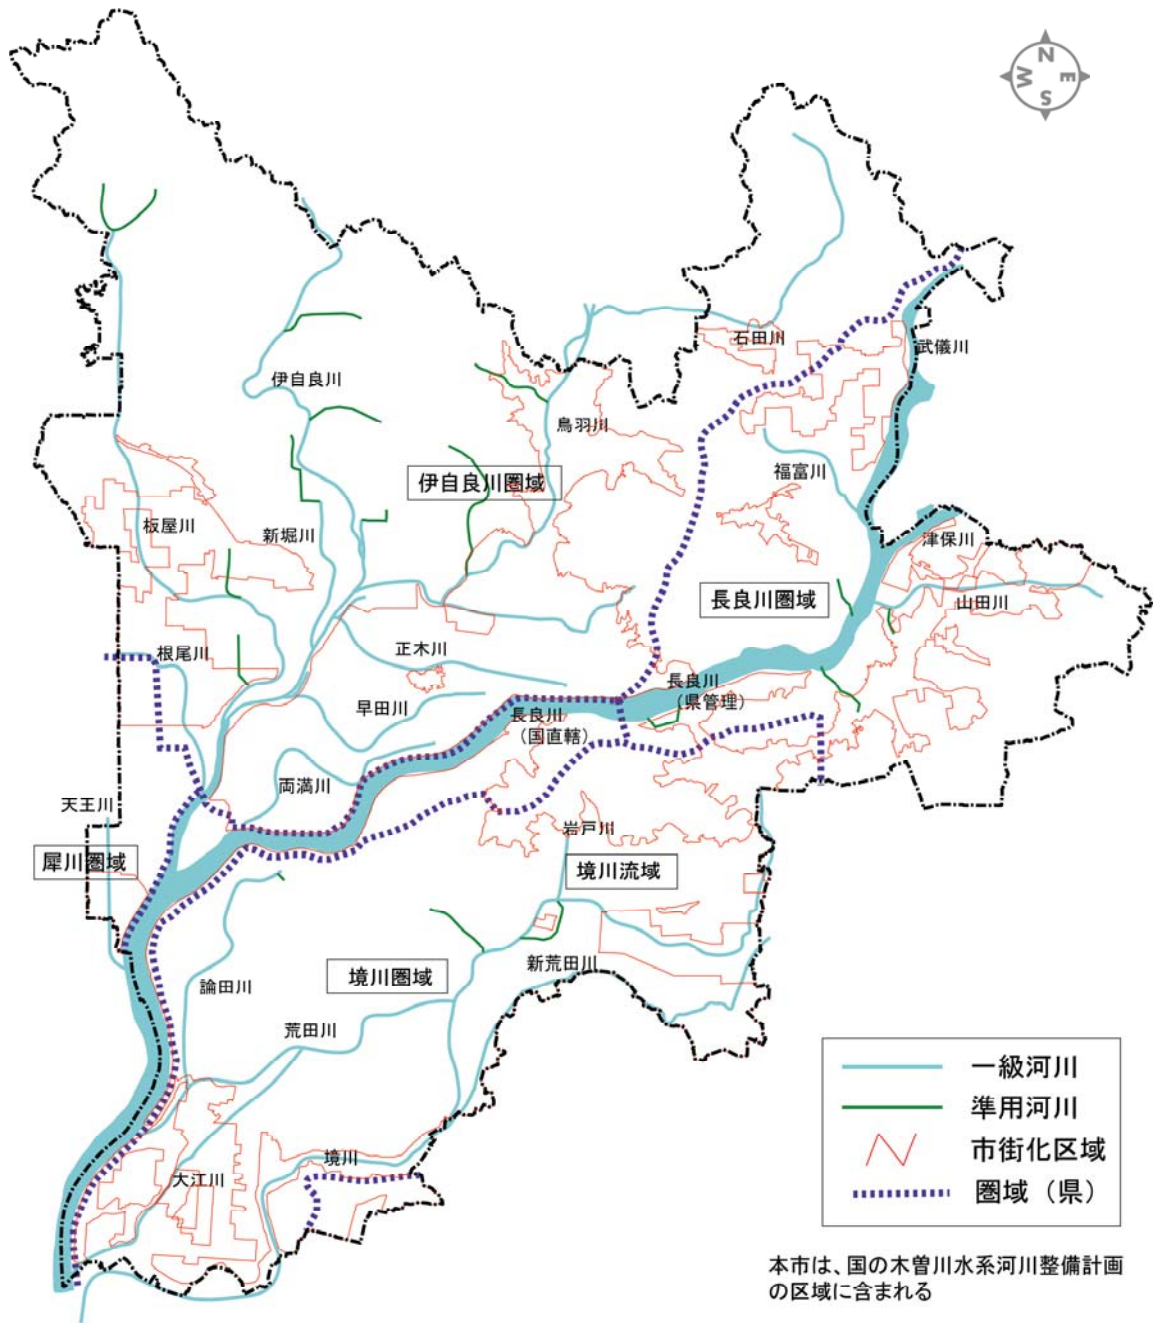 N
W
E
S
石田川
武儀川
伊自良川
鳥羽川
伊自良川圏域
福富川
板屋川
新堀川
津保川
長良川圏域
山田川
正木川
根尾川
長良川
(県管理)
早田川
長良川
(国直轄)
両満川
天王川
岩戸川
犀川圏域
境川流域
新荒田川
境川圏域
論田川
荒田川
境川
大江川
一級河川
準用河川
市街化区域
圏域(県)
本市は、国の木曽川水系河川整備計画
の区域に含まれる